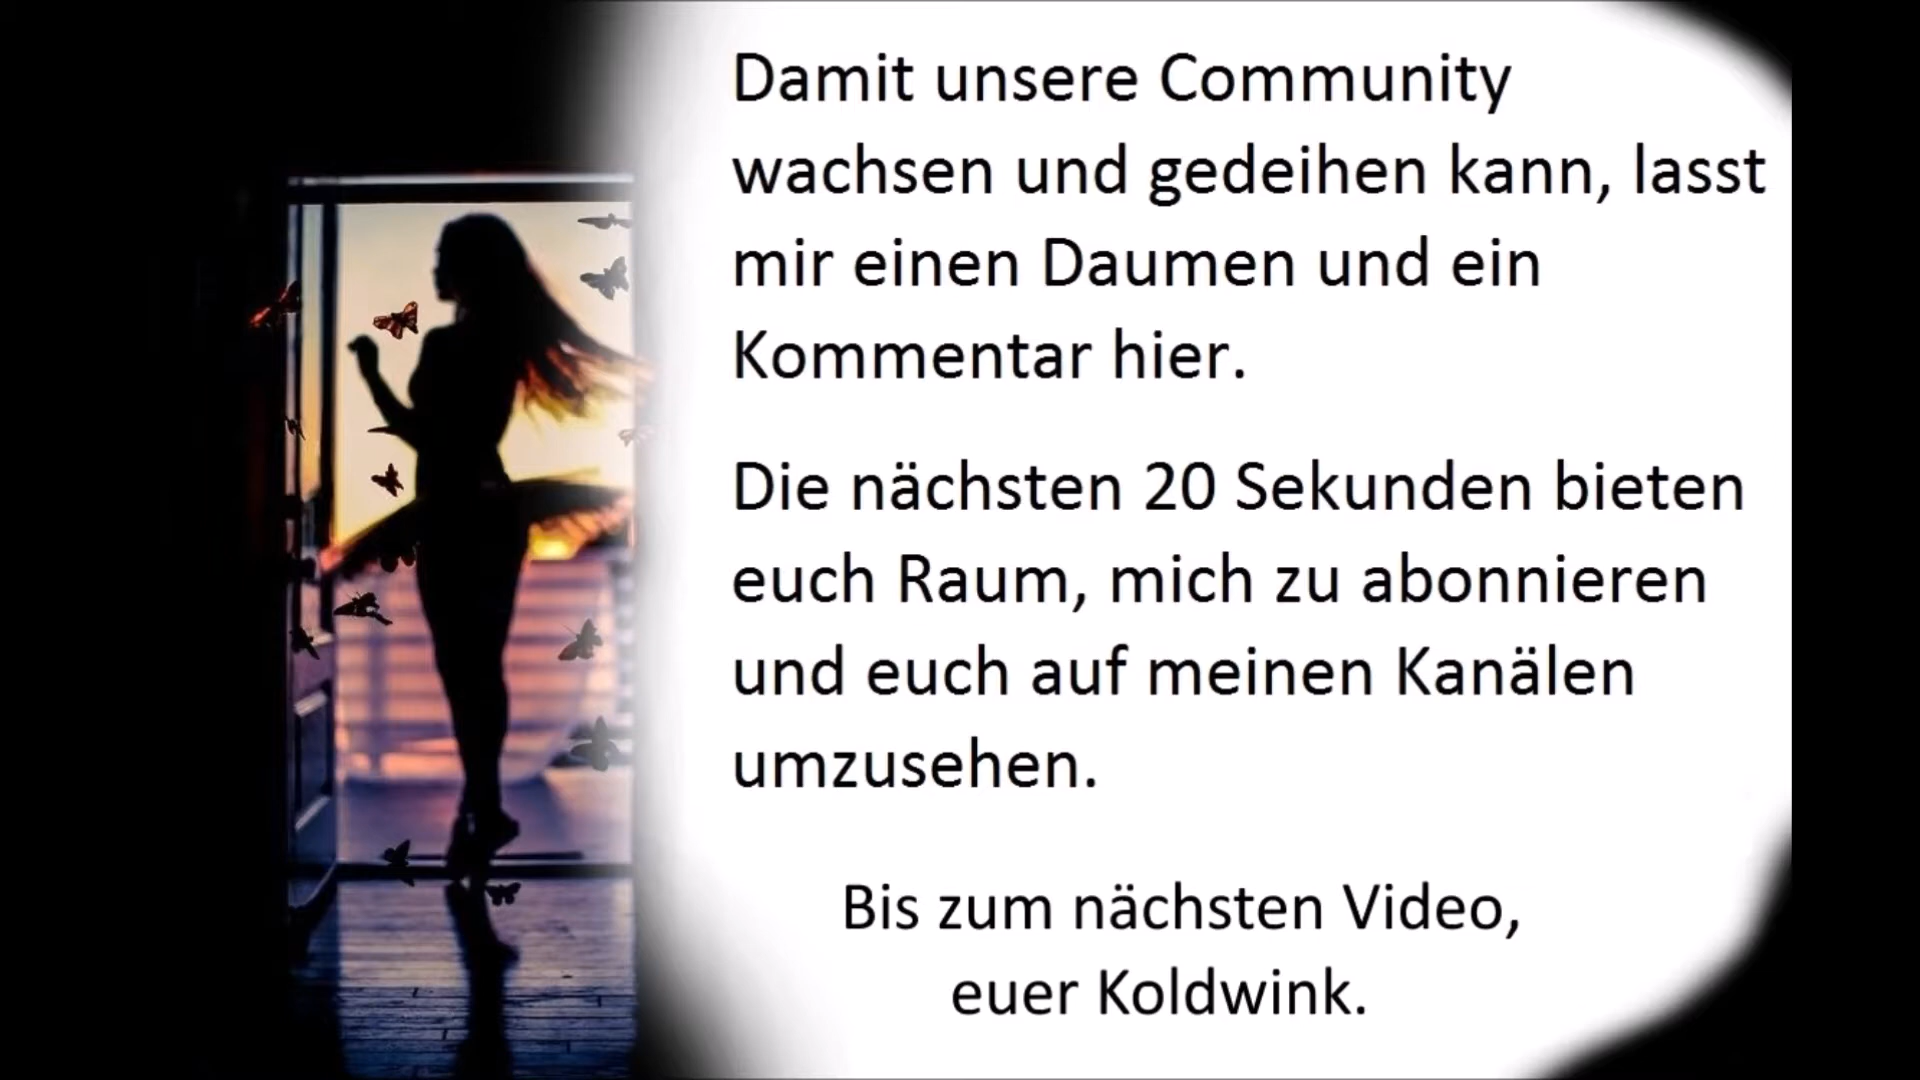 Damit unsere Community
wachsen und gedeihen kann, lasst
mir einen Daumen und ein
Kommentar hier.
Die nächsten 20 Sekunden bieten
euch Raum, mich zu abonnieren
und euch auf meinen Kanälen
umzusehen.
Bis zum nächsten Video,
euer Koldwink.